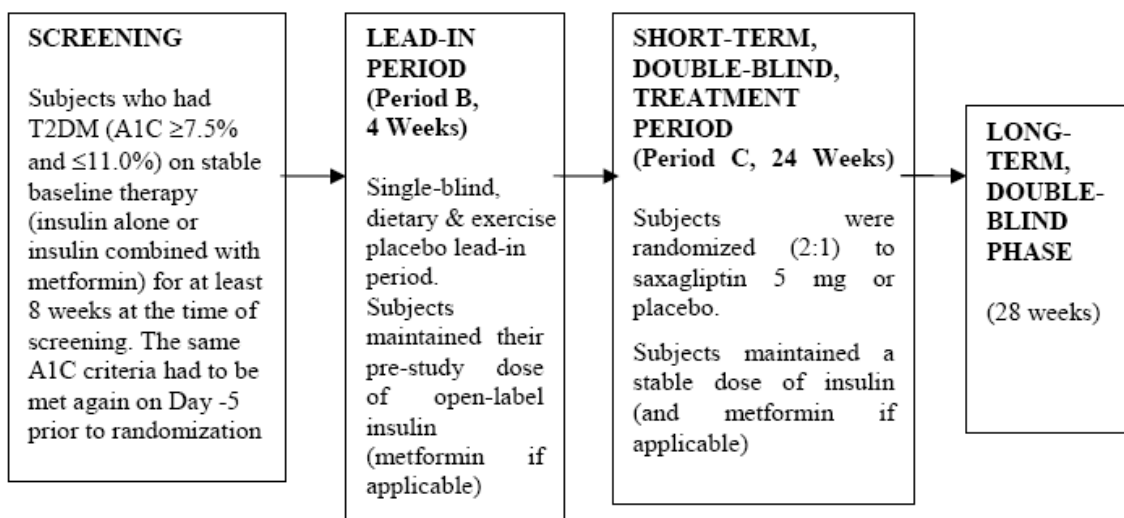 SCREENING
Subjects who had
T2DM (A1C ≥7.5%
and ≤11.0%) on stable
baseline therapy
(insulin alone or
insulin combined with
metformin) for at least
8 weeks at the time of
screening. The same
A1C criteria had to be
met again on Day -5
prior to randomization
LEAD-IN
PERIOD
(Period B,
4 Weeks)
Single-blind,
dietary & exercise
placebo lead-in
period.
Subjects
maintained their
pre-study dose
of open-label
insulin
(metformin if
applicable)
SHORT-TERM,
DOUBLE-BLIND,
TREATMENT
PERIOD
(Period C, 24 Weeks)
Subjects were
randomized (2:1) to
saxagliptin 5 mg or
placebo.
Subjects maintained a
stable dose of insulin
(and metformin if
applicable)
LONG-
TERM,
DOUBLE-
BLIND
PHASE
(28 weeks)